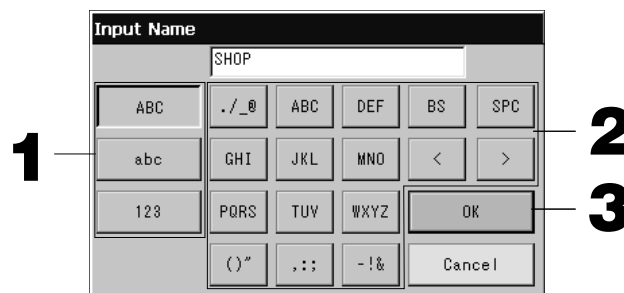 Input Name
SHOP
ABC ./_@ ABC DEF BS SPC
1 abc GHI JKL MNO < > 2
123 PQRS TUV WXYZ OK 3
()" ,:; -!& Cancel